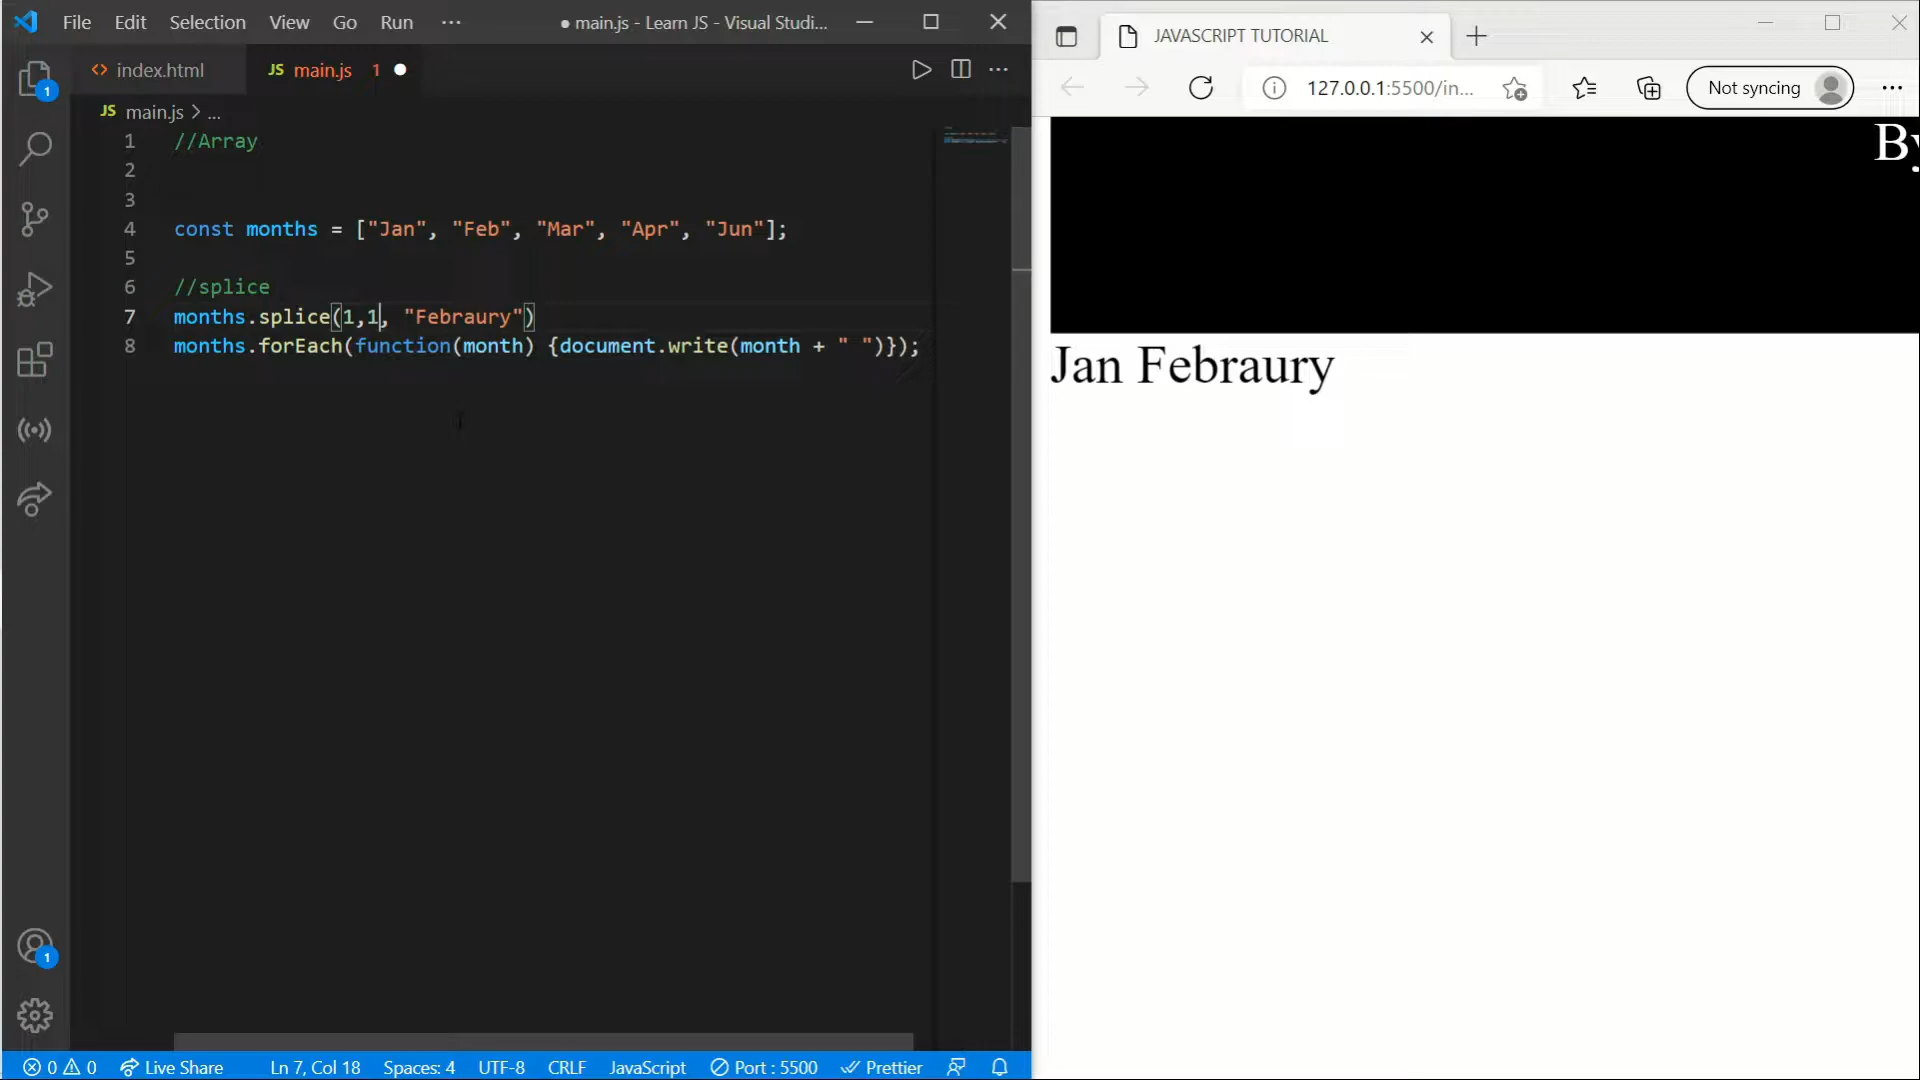 File Edit Selection View Go Run ··· ● main.js - Learn JS - Visual Studi...
index.html JS main.js 1 ●
JS main.js > ...
1 //Array
2
3
4 const months = ["Jan", "Feb", "Mar", "Apr", "Jun"];
5
6 //splice
7 months.splice(1,1, "Febraury")
8 months.forEach(function(month) {document.write(month + " ")});
1
1
0 0 Live Share Ln 7, Col 18 Spaces: 4 UTF-8 CRLF JavaScript Port : 5500 Prettier
JAVASCRIPT TUTORIAL
127.0.0.1:5500/in... Not syncing
By
Jan Febraury